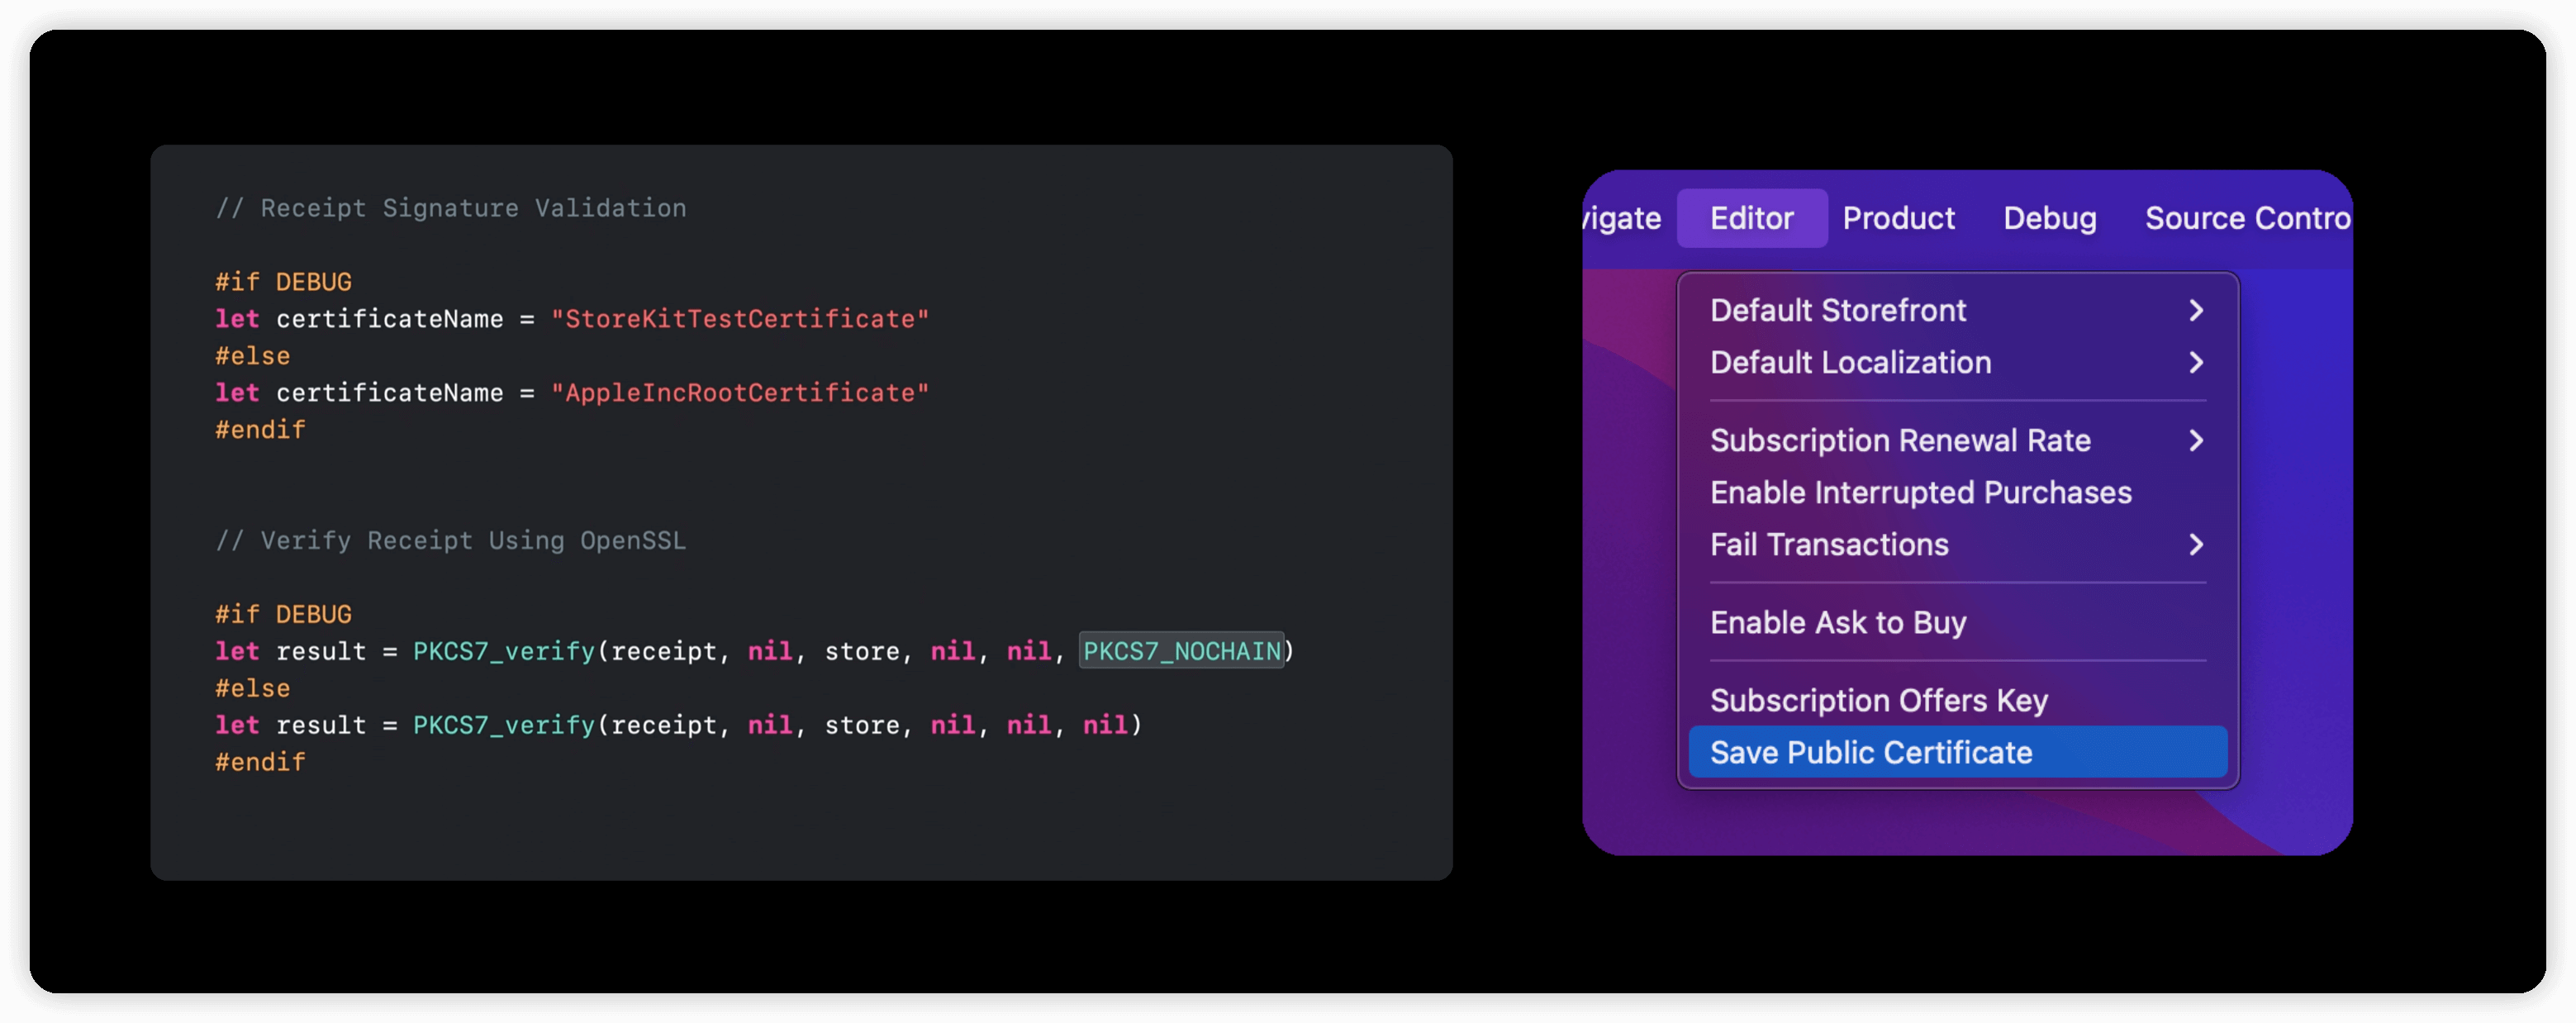 // Receipt Signature Validation
#if DEBUG
let certificateName = "StoreKitTestCertificate"
#else
let certificateName = "AppleIncRootCertificate"
#endif
// Verify Receipt Using OpenSSL
#if DEBUG
let result = PKCS7_verify(receipt, nil, store, nil, nil, PKCS7_NOCHAIN)
#else
let result = PKCS7_verify(receipt, nil, store, nil, nil, nil)
#endif
vigate Editor Product Debug Source Contro
Default Storefront
Default Localization
Subscription Renewal Rate
Enable Interrupted Purchases
Fail Transactions
Enable Ask to Buy
Subscription Offers Key
Save Public Certificate